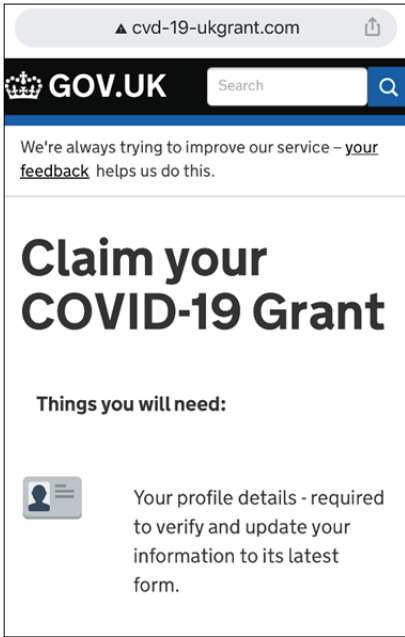 cvd-19-ukgrant.com
GOV.UK
Search
We're always trying to improve our service – your
feedback helps us do this.
Claim your
COVID-19 Grant
Things you will need:
Your profile details - required
to verify and update your
information to its latest
form.